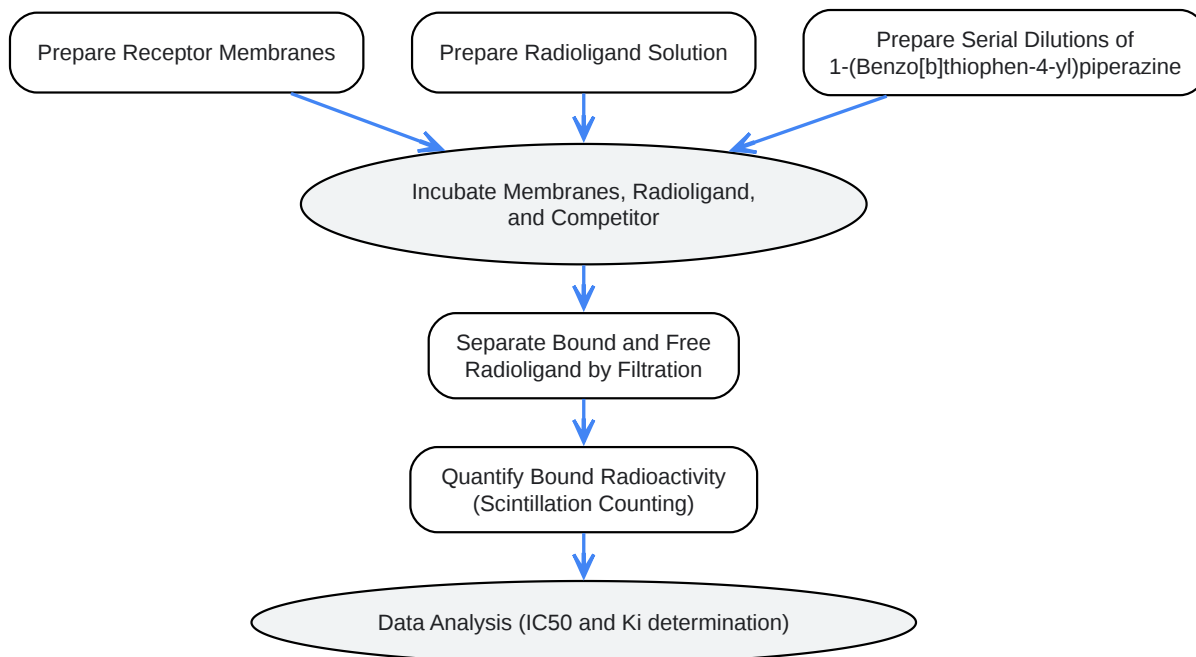 Prepare Receptor Membranes
Prepare Radioligand Solution
Prepare Serial Dilutions of
1-(Benzo[b]thiophen-4-yl)piperazine
Incubate Membranes, Radioligand,
and Competitor
Separate Bound and Free
Radioligand by Filtration
Quantify Bound Radioactivity
(Scintillation Counting)
Data Analysis (IC50 and Ki determination)